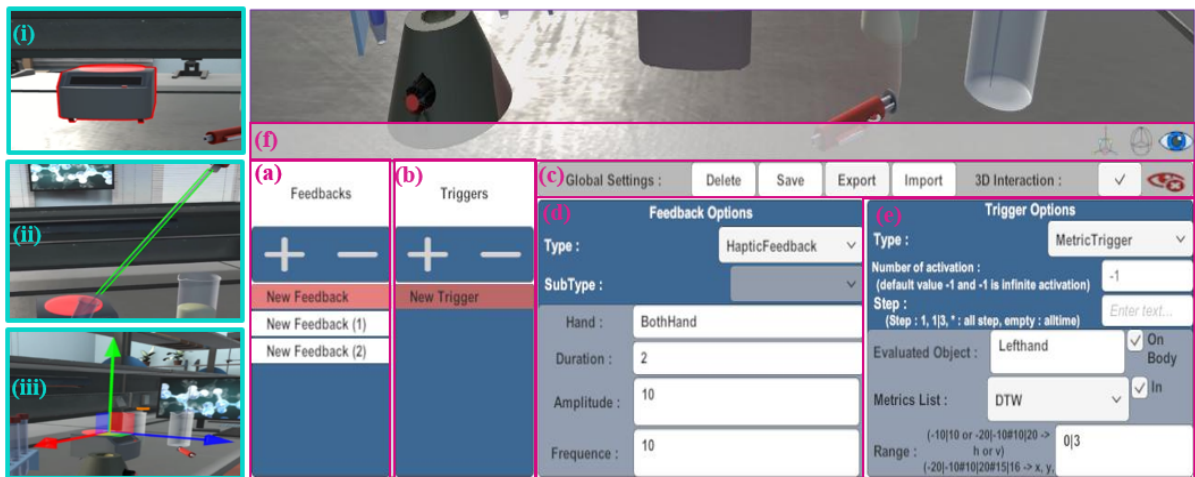 (i)
(ii)
(iii)
(f)
(a)
Feedbacks
New Feedback
New Feedback (1)
New Feedback (2)
(b)
Triggers
New Trigger
(c) Global Settings : Delete Save Export Import 3D Interaction :
(d)
Feedback Options
Type : HapticFeedback
SubType :
Hand : BothHand
Duration : 2
Amplitude : 10
Frequence : 10
(e)
Trigger Options
Type : MetricTrigger
Number of activation :
(default value -1 and -1 is infinite activation) -1
Step :
(Step : 1, 1|3, * : all step, empty : alltime) Enter text...
Evaluated Object : Lefthand On
Body
Metrics List : DTW In
(-10|10 or -20|-10#10|20 ->
Range : h or v) 0|3
(-20|-10#10|20#15|16 -> x, y,